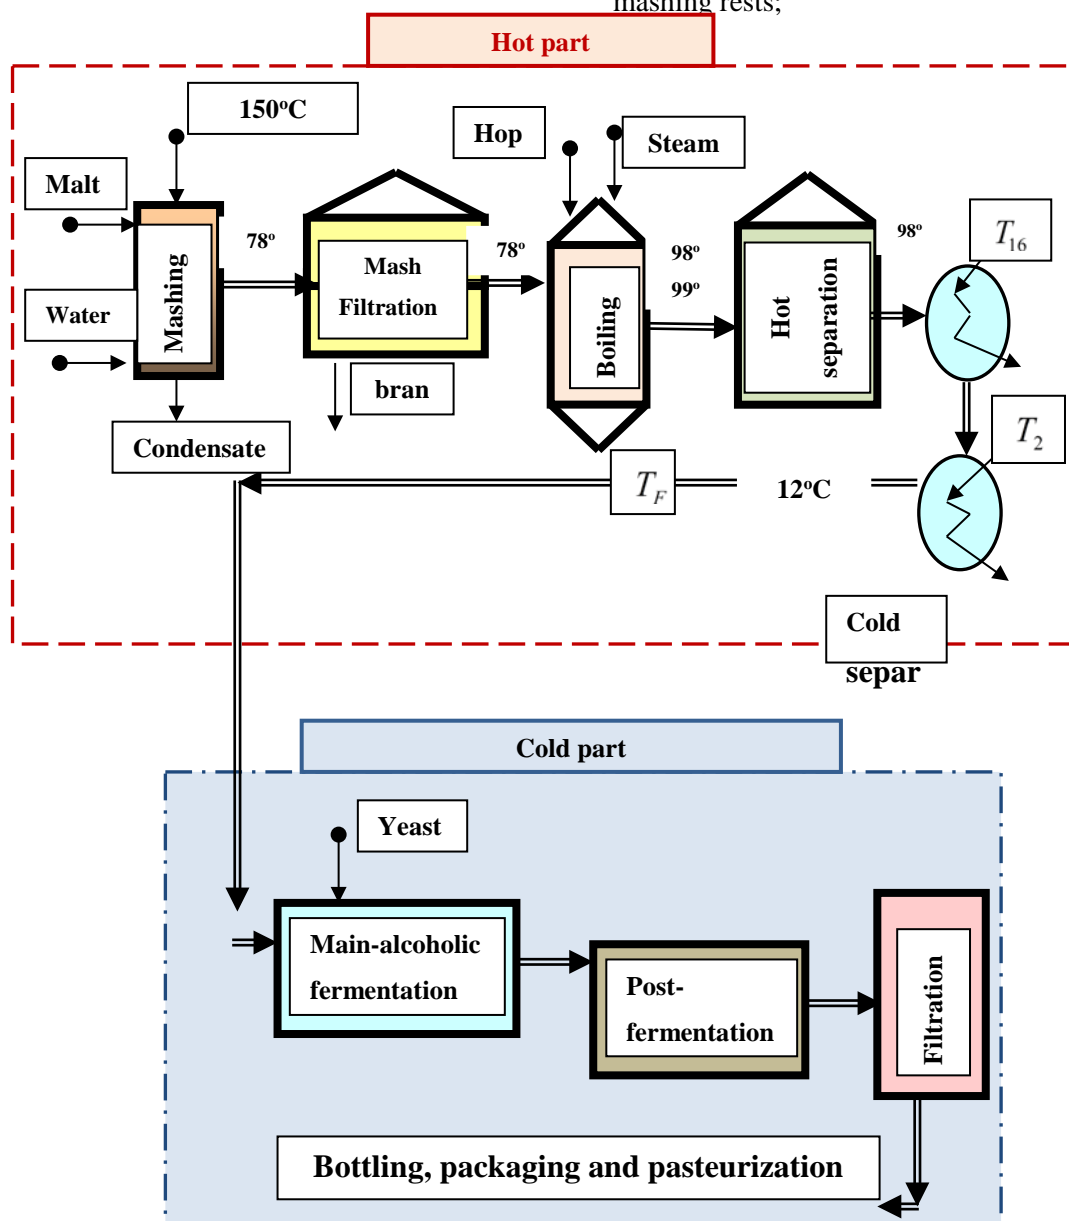 mashing rests;
Hot part
150ºC
Hop
Steam
Malt
Water
Mashing
78º
Mash
Filtration
78º
Boiling
98º
99º
Hot
separation
98º
T16
bran
Condensate
T2
TF
12ºC
Cold
separ
Cold part
Yeast
Main-alcoholic
fermentation
Post-
fermentation
Filtration
Bottling, packaging and pasteurization